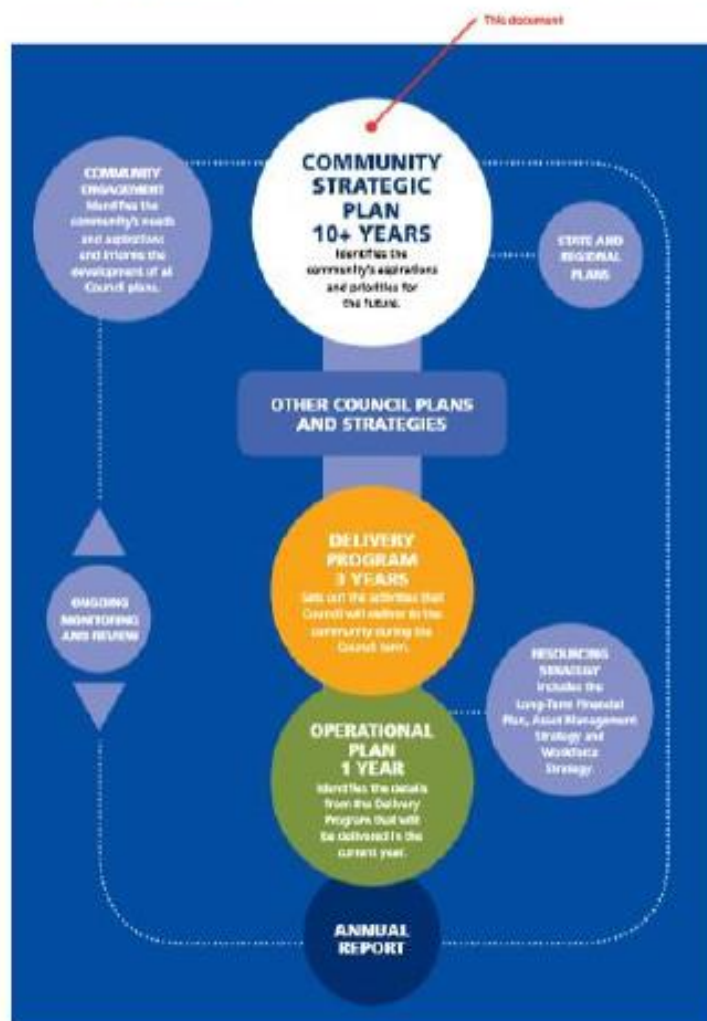 This document
COMMUNITY
STRATEGIC
PLAN
10+ YEARS
Identifies the
community's aspirations
and priorities for
the future.
COMMUNITY
ENGAGEMENT
Identifies the
community's needs
and aspirations
and informs the
development of all
Council plans.
STATE AND
REGIONAL
PLANS
OTHER COUNCIL PLANS
AND STRATEGIES
DELIVERY
PROGRAM
3 YEARS
Sets out the activities that
Council will deliver to the
community during the
Council term.
ONGOING
MONITORING
AND REVIEW
RESOURCING
STRATEGY
Includes the
Long-Term Financial
Plan, Asset Management
Strategy and
Workforce
Strategy.
OPERATIONAL
PLAN
1 YEAR
Identifies the details
from the Delivery
Program that will
be delivered in the
current year.
ANNUAL
REPORT